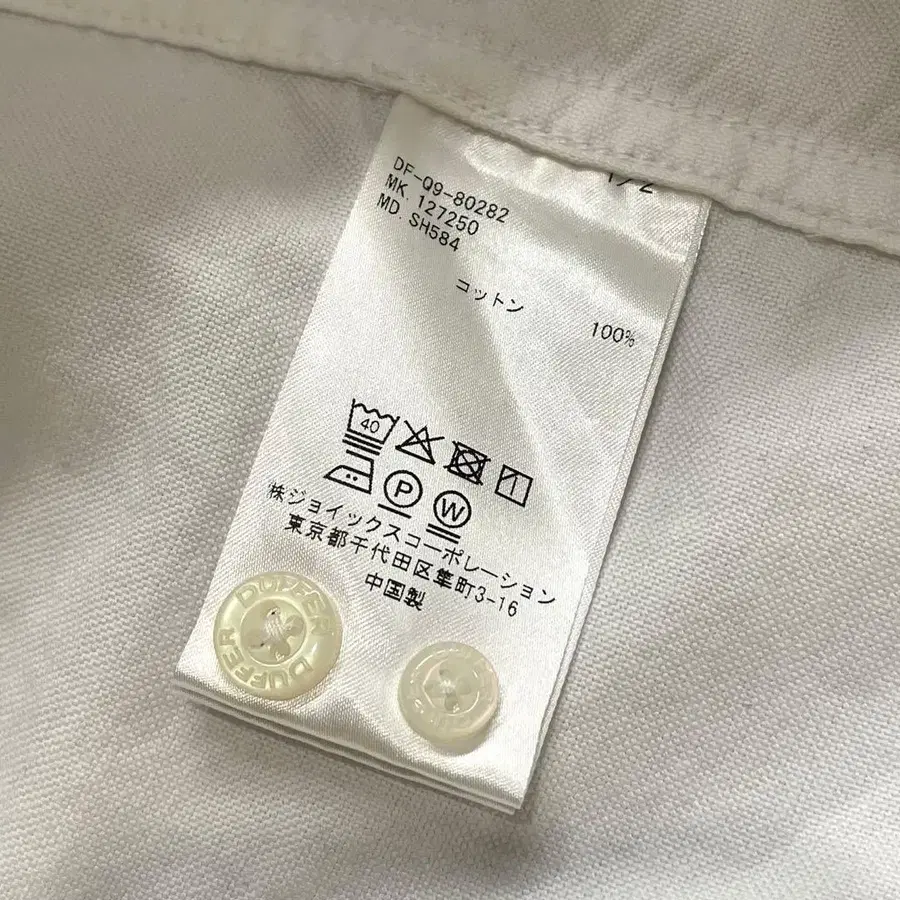 1/2
DF-Q9-80282
MK. 127250
MD. SH584
コットン 100%
40
P W
㈱ジョイックスコーポレーション
東京都千代田区隼町3-16
中国製
DUFFER DUFFER